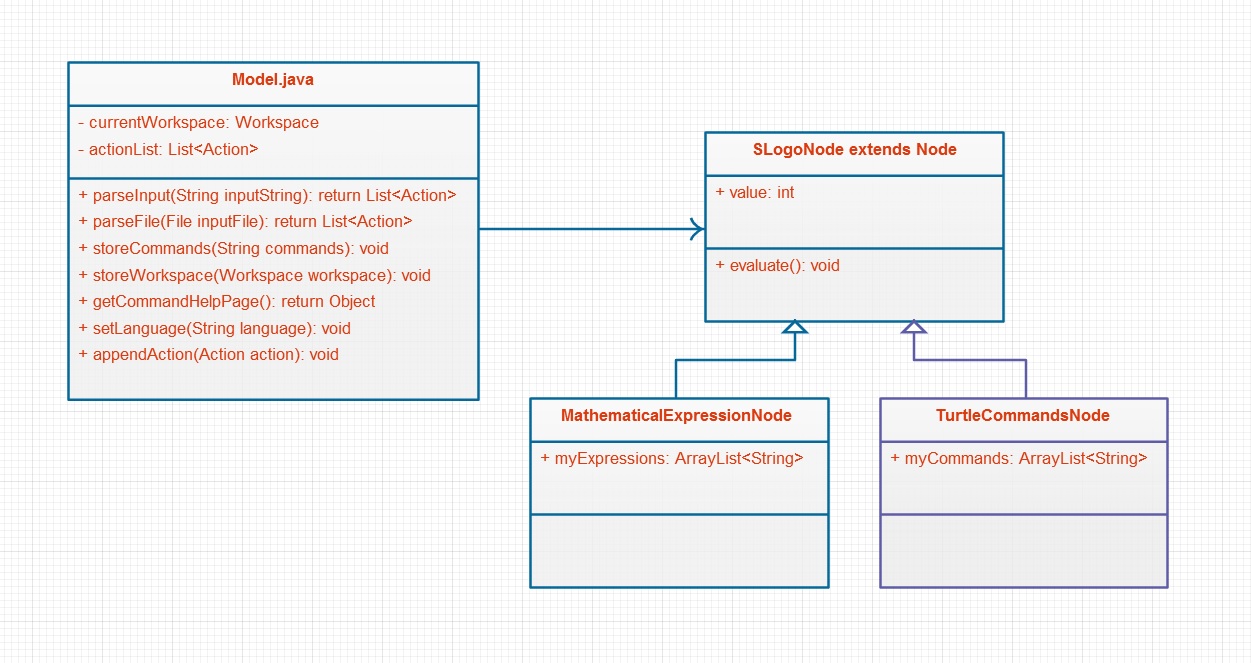 Model.java
- currentWorkspace: Workspace
- actionList: List<Action>
+ parseInput(String inputString): return List<Action>
+ parseFile(File inputFile): return List<Action>
+ storeCommands(String commands): void
+ storeWorkspace(Workspace workspace): void
+ getCommandHelpPage(): return Object
+ setLanguage(String language): void
+ appendAction(Action action): void
SLogoNode extends Node
+ value: int
+ evaluate(): void
MathematicalExpressionNode
+ myExpressions: ArrayList<String>
TurtleCommandsNode
+ myCommands: ArrayList<String>